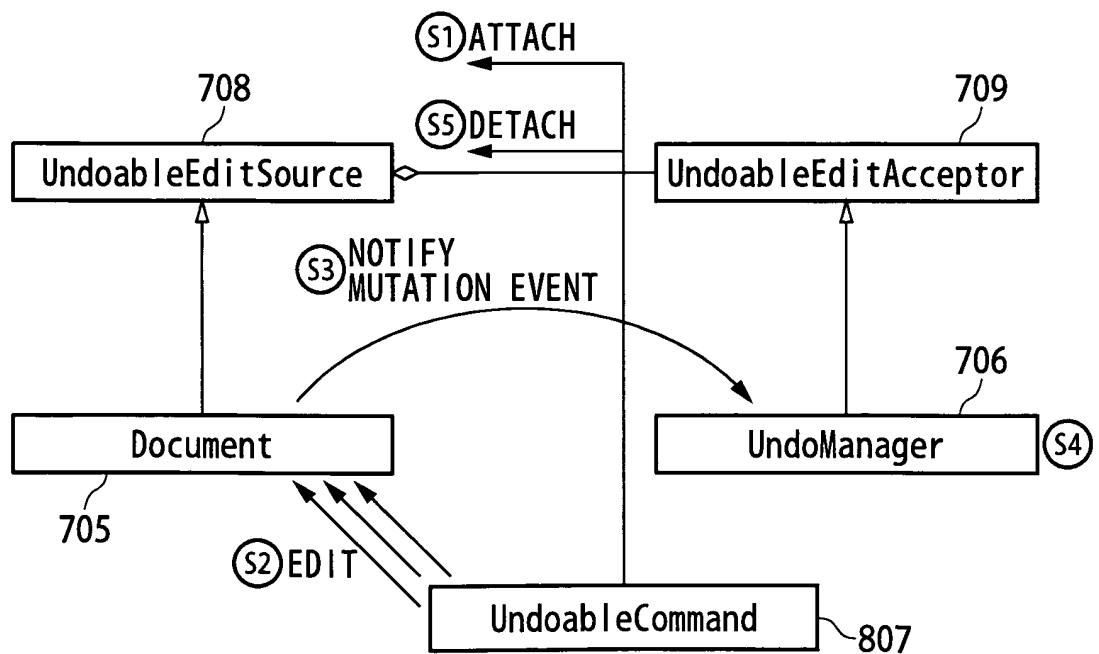 S1 ATTACH
708
709
S5 DETACH
UndoableEditSource
UndoableEditAcceptor
S3 NOTIFY
MUTATION EVENT
706
Document
UndoManager
S4
705
S2 EDIT
UndoableCommand
807